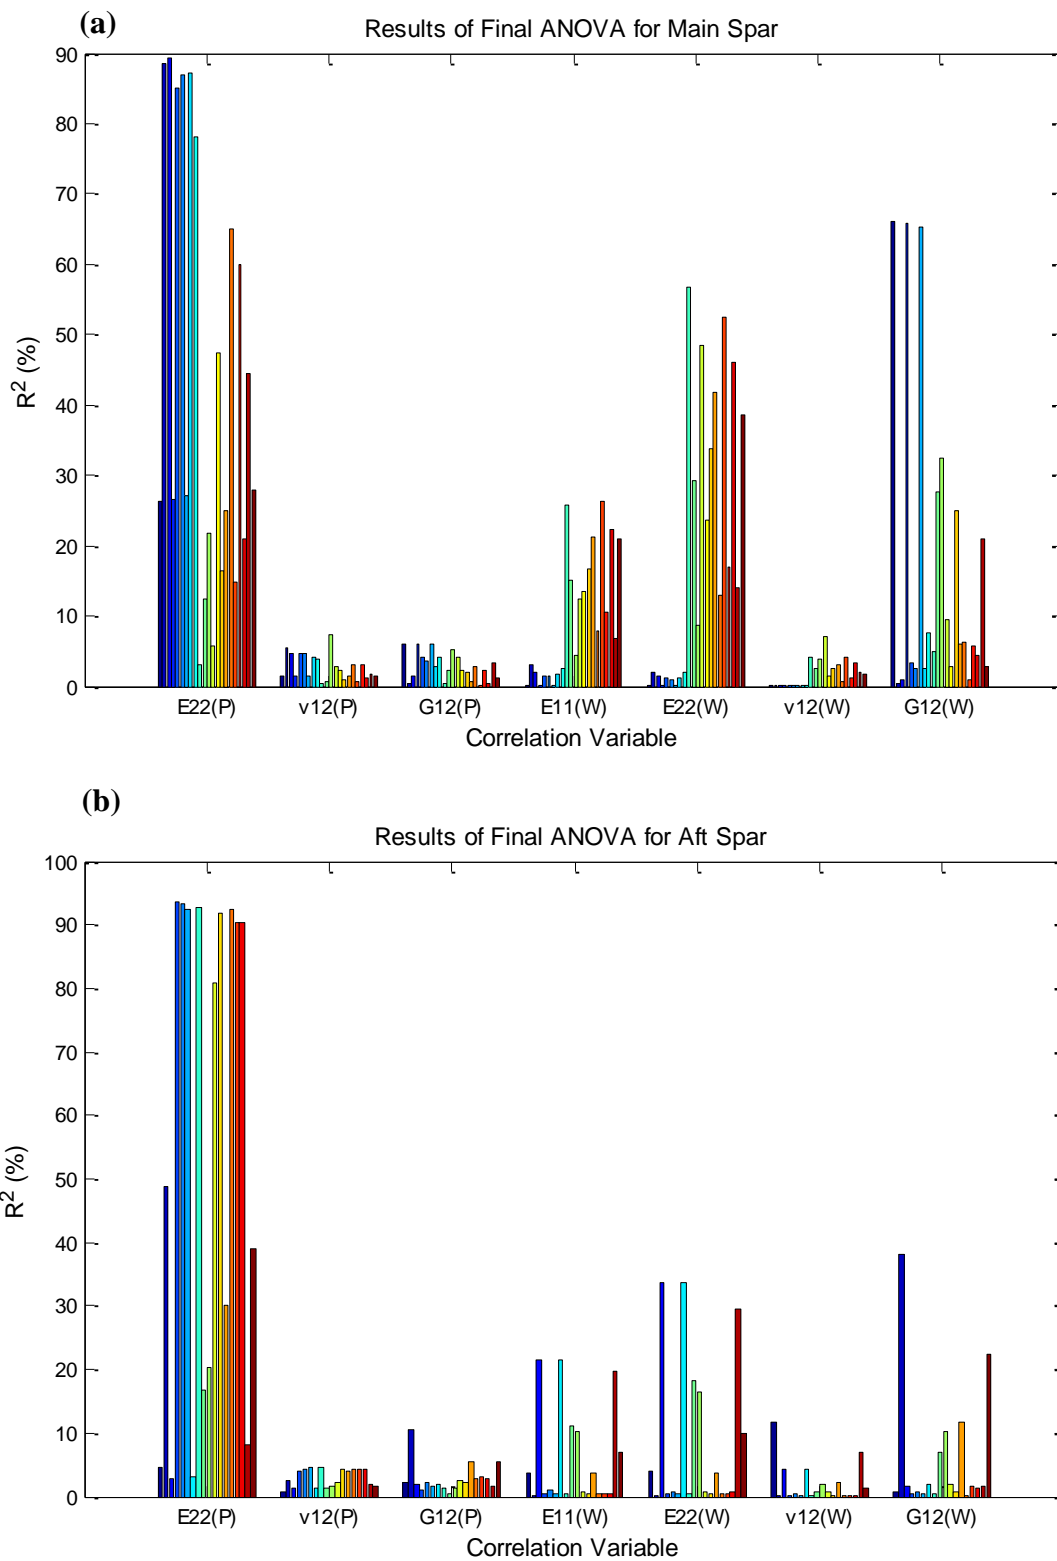 (a)
Results of Final ANOVA for Main Spar
90
80
70
60
50
40
30
20
10
0
R² (%)
E22(P) v12(P) G12(P) E11(W) E22(W) v12(W) G12(W)
Correlation Variable
(b)
Results of Final ANOVA for Aft Spar
100
90
80
70
60
50
40
30
20
10
0
R² (%)
E22(P) v12(P) G12(P) E11(W) E22(W) v12(W) G12(W)
Correlation Variable